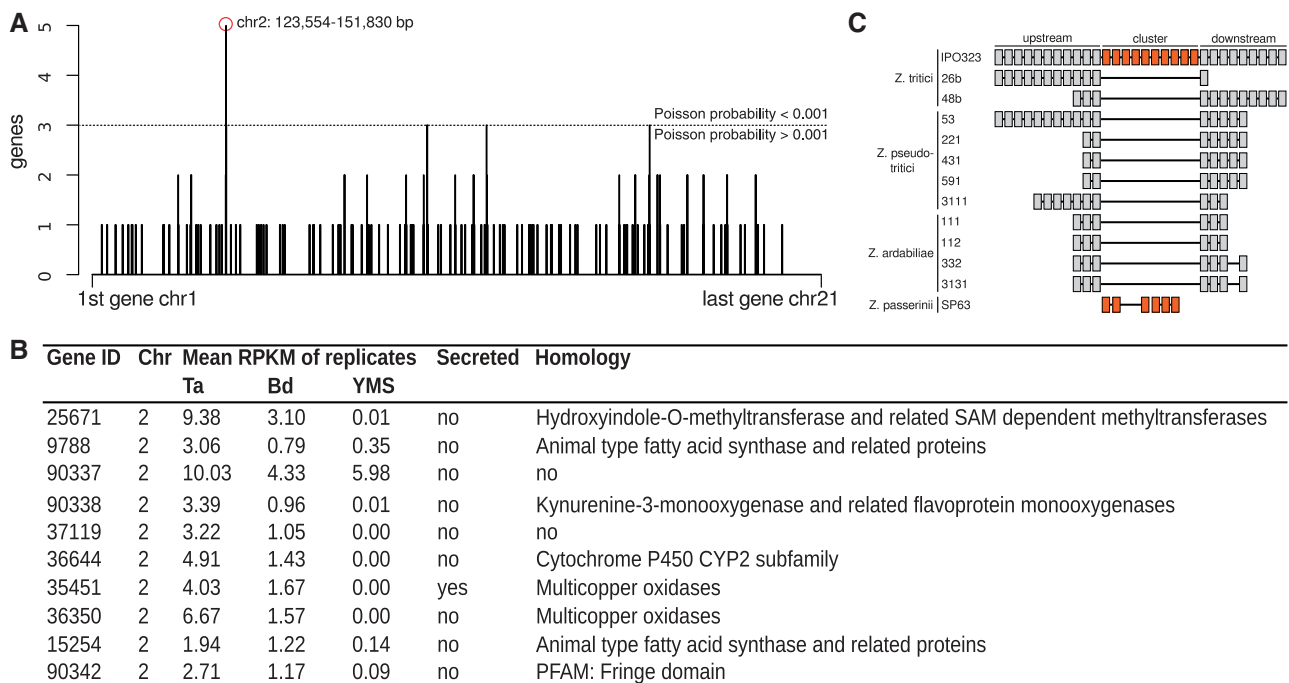 A
genes
5
4
3
2
1
0
chr2: 123,554-151,830 bp
Poisson probability < 0.001
Poisson probability > 0.001
1st gene chr1
last gene chr21
C
upstream cluster downstream
IPO323
Z. tritici 26b
48b
53
221
Z. pseudo-
tritici
431
591
3111
111
112
Z. ardabiliae
332
3131
Z. passerinii SP63
B
Gene ID Chr Mean RPKM of replicates Secreted Homology
Ta Bd YMS
25671 2 9.38 3.10 0.01 no Hydroxyindole-O-methyltransferase and related SAM dependent methyltransferases
9788 2 3.06 0.79 0.35 no Animal type fatty acid synthase and related proteins
90337 2 10.03 4.33 5.98 no no
90338 2 3.39 0.96 0.01 no Kynurenine-3-monooxygenase and related flavoprotein monooxygenases
37119 2 3.22 1.05 0.00 no no
36644 2 4.91 1.43 0.00 no Cytochrome P450 CYP2 subfamily
35451 2 4.03 1.67 0.00 yes Multicopper oxidases
36350 2 6.67 1.57 0.00 no Multicopper oxidases
15254 2 1.94 1.22 0.14 no Animal type fatty acid synthase and related proteins
90342 2 2.71 1.17 0.09 no PFAM: Fringe domain